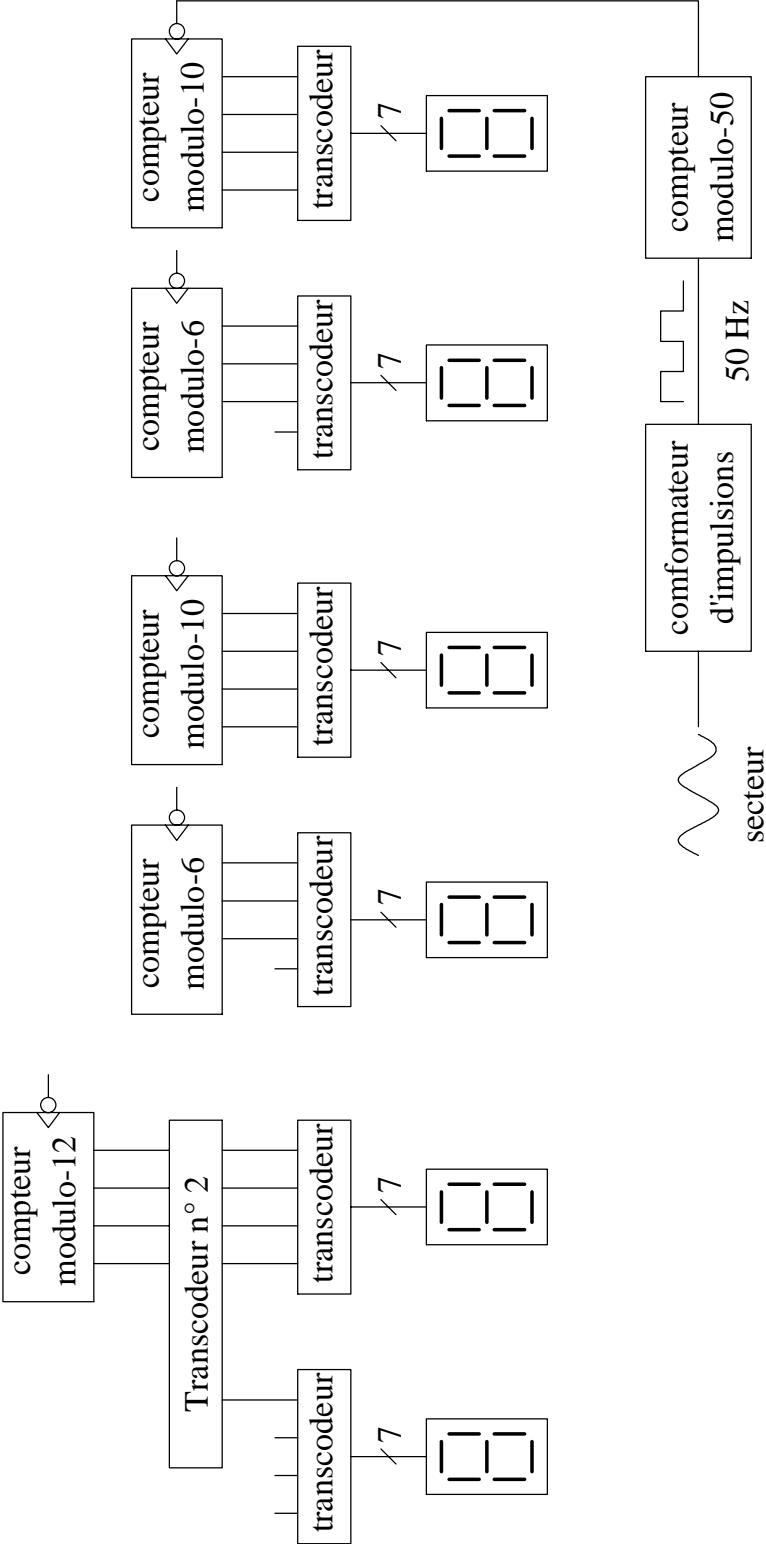 compteur
modulo-12
Transcodeur n° 2
transcodeur
7
transcodeur
7
compteur
modulo-6
transcodeur
7
compteur
modulo-10
transcodeur
7
compteur
modulo-6
transcodeur
7
compteur
modulo-10
transcodeur
7
secteur
comformateur
d'impulsions
50 Hz
compteur
modulo-50